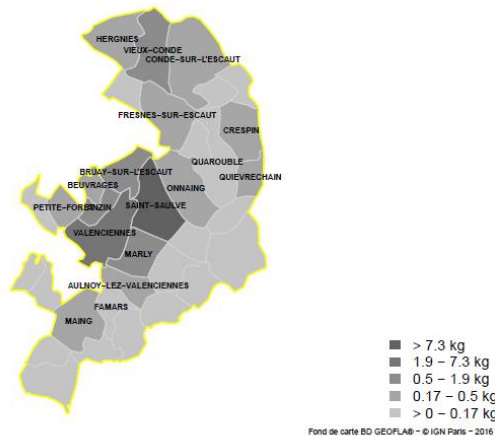 HERGNIES
VIEUX-CONDE
CONDE-SUR-L'ESCAUT
FRESNES-SUR-ESCAUT
CRESPIN
QUAROUBLE
BRUAY-SUR-L'ESCAUT
ONNAING
QUIEVRECHAIN
BEUVRAGES
PETITE-FORET
ANZIN
SAINT-SAULVE
VALENCIENNES
MARLY
AULNOY-LEZ-VALENCIENNES
FAMARS
MAING
> 7.3 kg
1.9 - 7.3 kg
0.5 - 1.9 kg
0.17 - 0.5 kg
> 0 - 0.17 kg
Fond de carte BD GEOFLA® - © IGN Paris - 2016